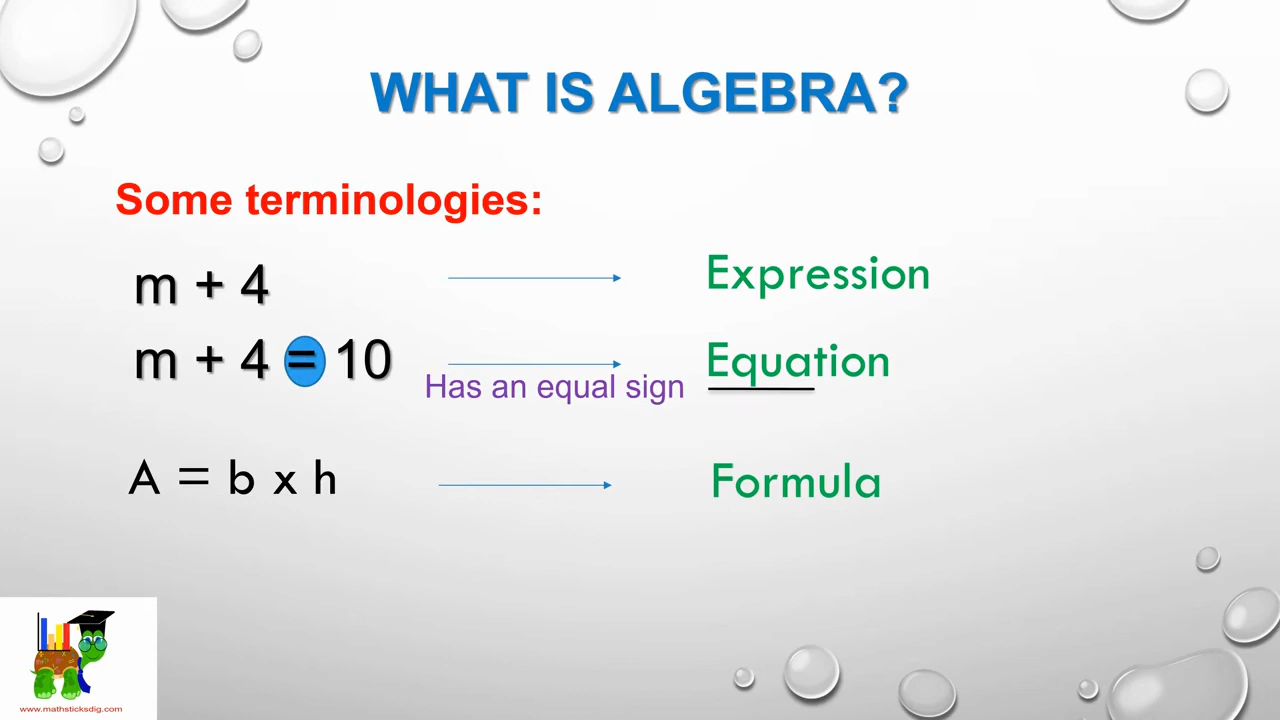 WHAT IS ALGEBRA?
Some terminologies:
m + 4 Expression
m + 4 = 10 Equation
Has an equal sign
A = b x h Formula
www.mathsticksdig.com